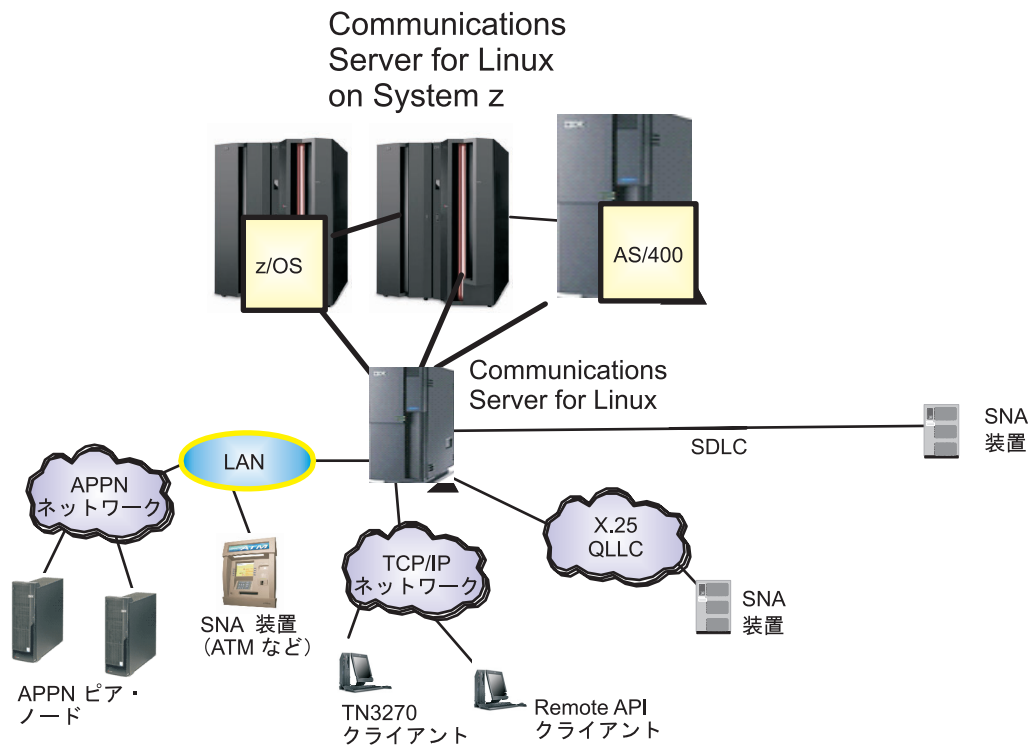 Communications
Server for Linux
on System z
z/OS
AS/400
Communications
Server for Linux
SDLC
SNA
装置
LAN
APPN
ネットワーク
X.25
QLLC
TCP/IP
ネットワーク
SNA
装置
SNA 装置
(ATM など)
APPN ピア・
ノード
TN3270
クライアント
Remote API
クライアント